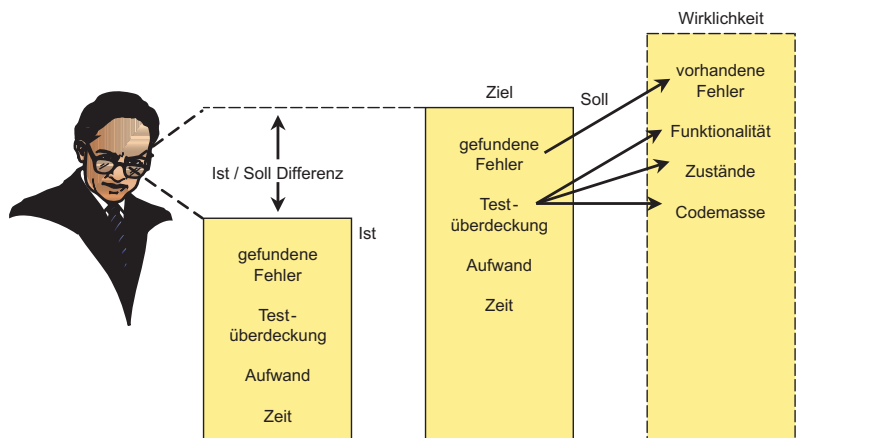 Wirklichkeit
vorhandene
Fehler
Funktionalität
Zustände
Codemasse
Ziel
Soll
gefundene
Fehler
Test-
überdeckung
Aufwand
Zeit
Ist / Soll Differenz
Ist
gefundene
Fehler
Test-
überdeckung
Aufwand
Zeit